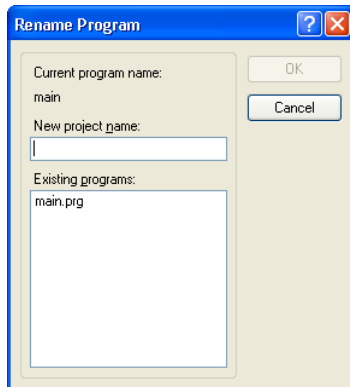 Rename Program
?
Current program name:
main
New project name:
Existing programs:
main.prg
OK
Cancel